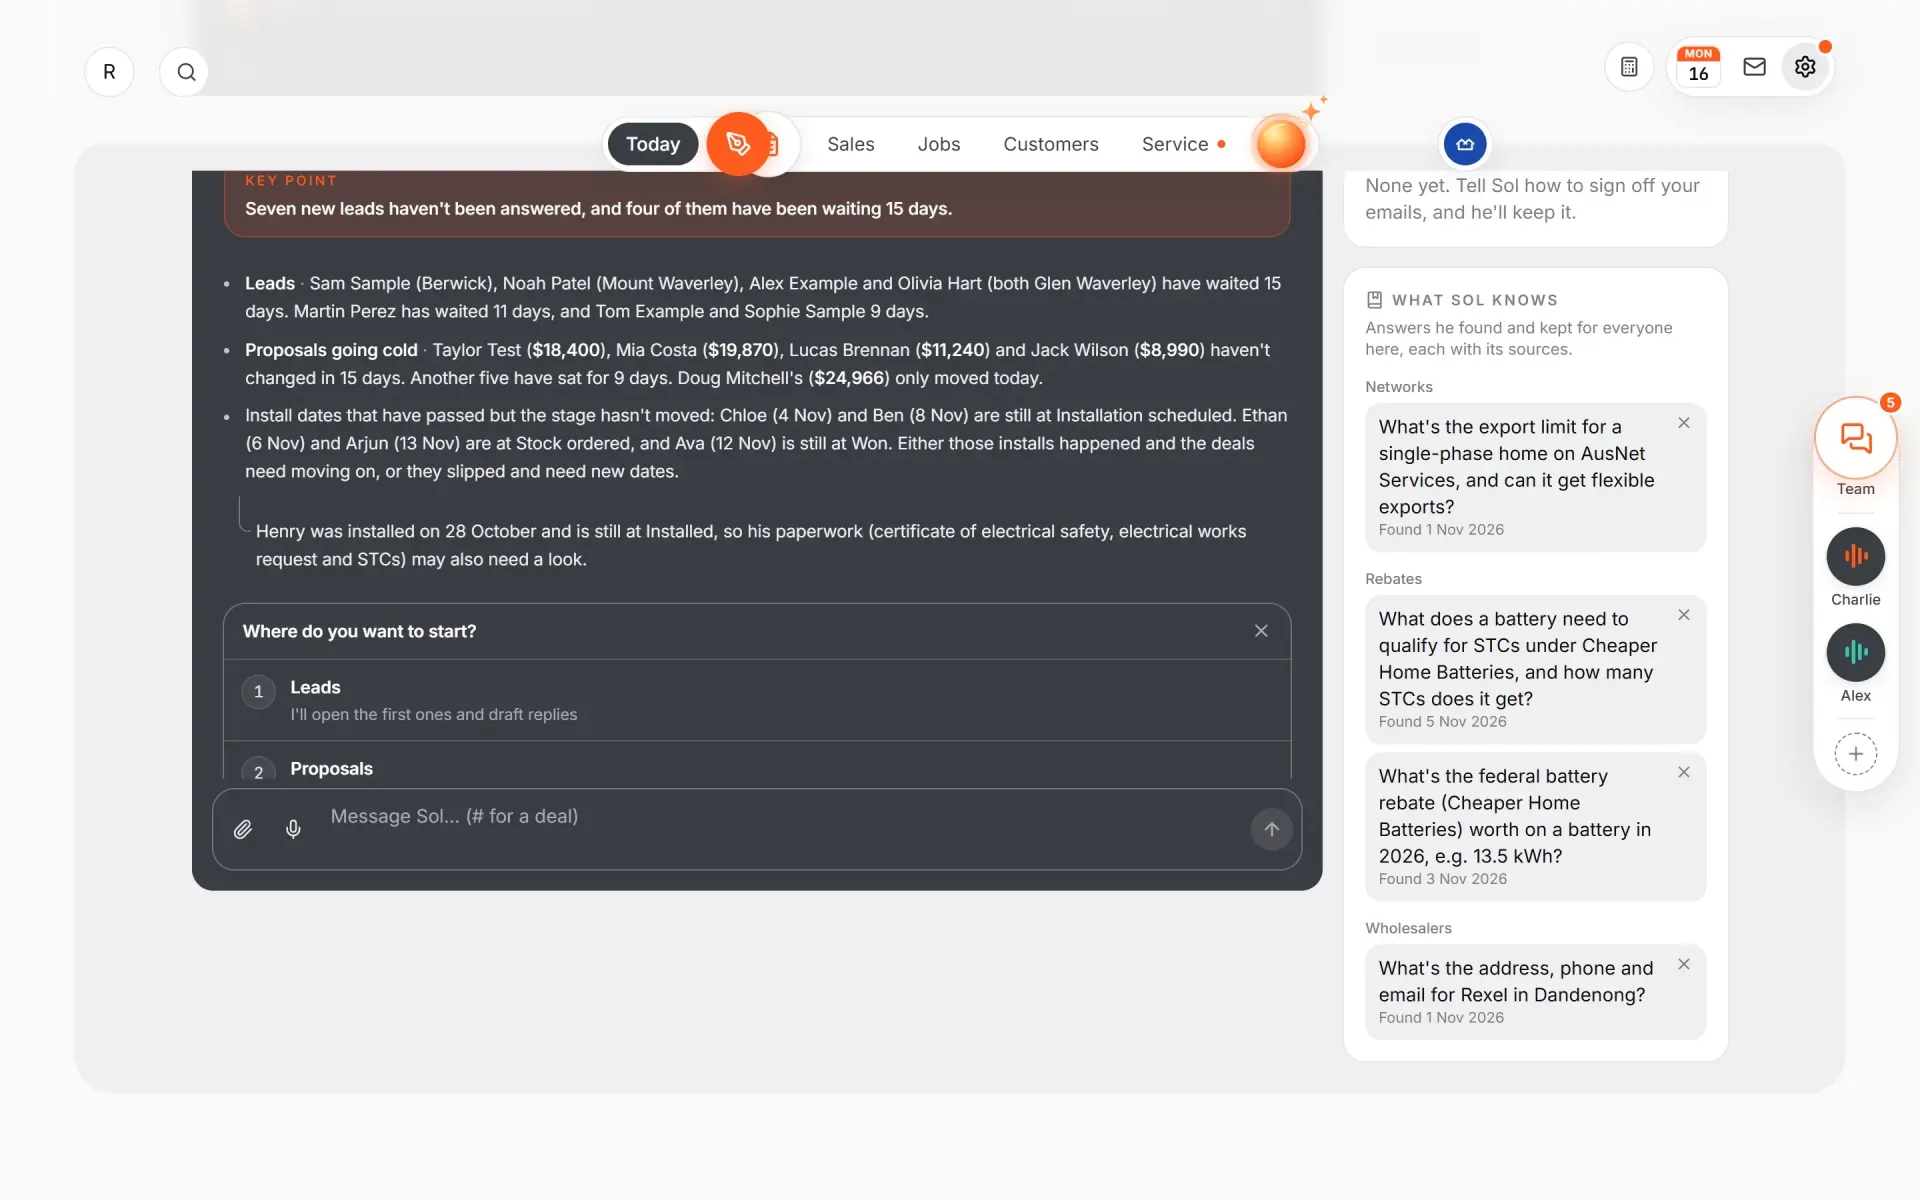 R
MON
16
Today
Sales
Jobs
Customers
Service
KEY POINT
Seven new leads haven't been answered, and four of them have been waiting 15 days.
Leads · Sam Sample (Berwick), Noah Patel (Mount Waverley), Alex Example and Olivia Hart (both Glen Waverley) have waited 15
days. Martin Perez has waited 11 days, and Tom Example and Sophie Sample 9 days.
Proposals going cold · Taylor Test ($18,400), Mia Costa ($19,870), Lucas Brennan ($11,240) and Jack Wilson ($8,990) haven't
changed in 15 days. Another five have sat for 9 days. Doug Mitchell's ($24,966) only moved today.
Install dates that have passed but the stage hasn't moved: Chloe (4 Nov) and Ben (8 Nov) are still at Installation scheduled. Ethan
(6 Nov) and Arjun (13 Nov) are at Stock ordered, and Ava (12 Nov) is still at Won. Either those installs happened and the deals
need moving on, or they slipped and need new dates.
Henry was installed on 28 October and is still at Installed, so his paperwork (certificate of electrical safety, electrical works
request and STCs) may also need a look.
Where do you want to start?
1
Leads
I'll open the first ones and draft replies
2
Proposals
Message Sol... (# for a deal)
None yet. Tell Sol how to sign off your
emails, and he'll keep it.
WHAT SOL KNOWS
Answers he found and kept for everyone
here, each with its sources.
Networks
What's the export limit for a
single-phase home on AusNet
Services, and can it get flexible
exports?
Found 1 Nov 2026
Rebates
What does a battery need to
qualify for STCs under Cheaper
Home Batteries, and how many
STCs does it get?
Found 5 Nov 2026
What's the federal battery
rebate (Cheaper Home
Batteries) worth on a battery in
2026, e.g. 13.5 kWh?
Found 3 Nov 2026
Wholesalers
What's the address, phone and
email for Rexel in Dandenong?
Found 1 Nov 2026
5
Team
Charlie
Alex